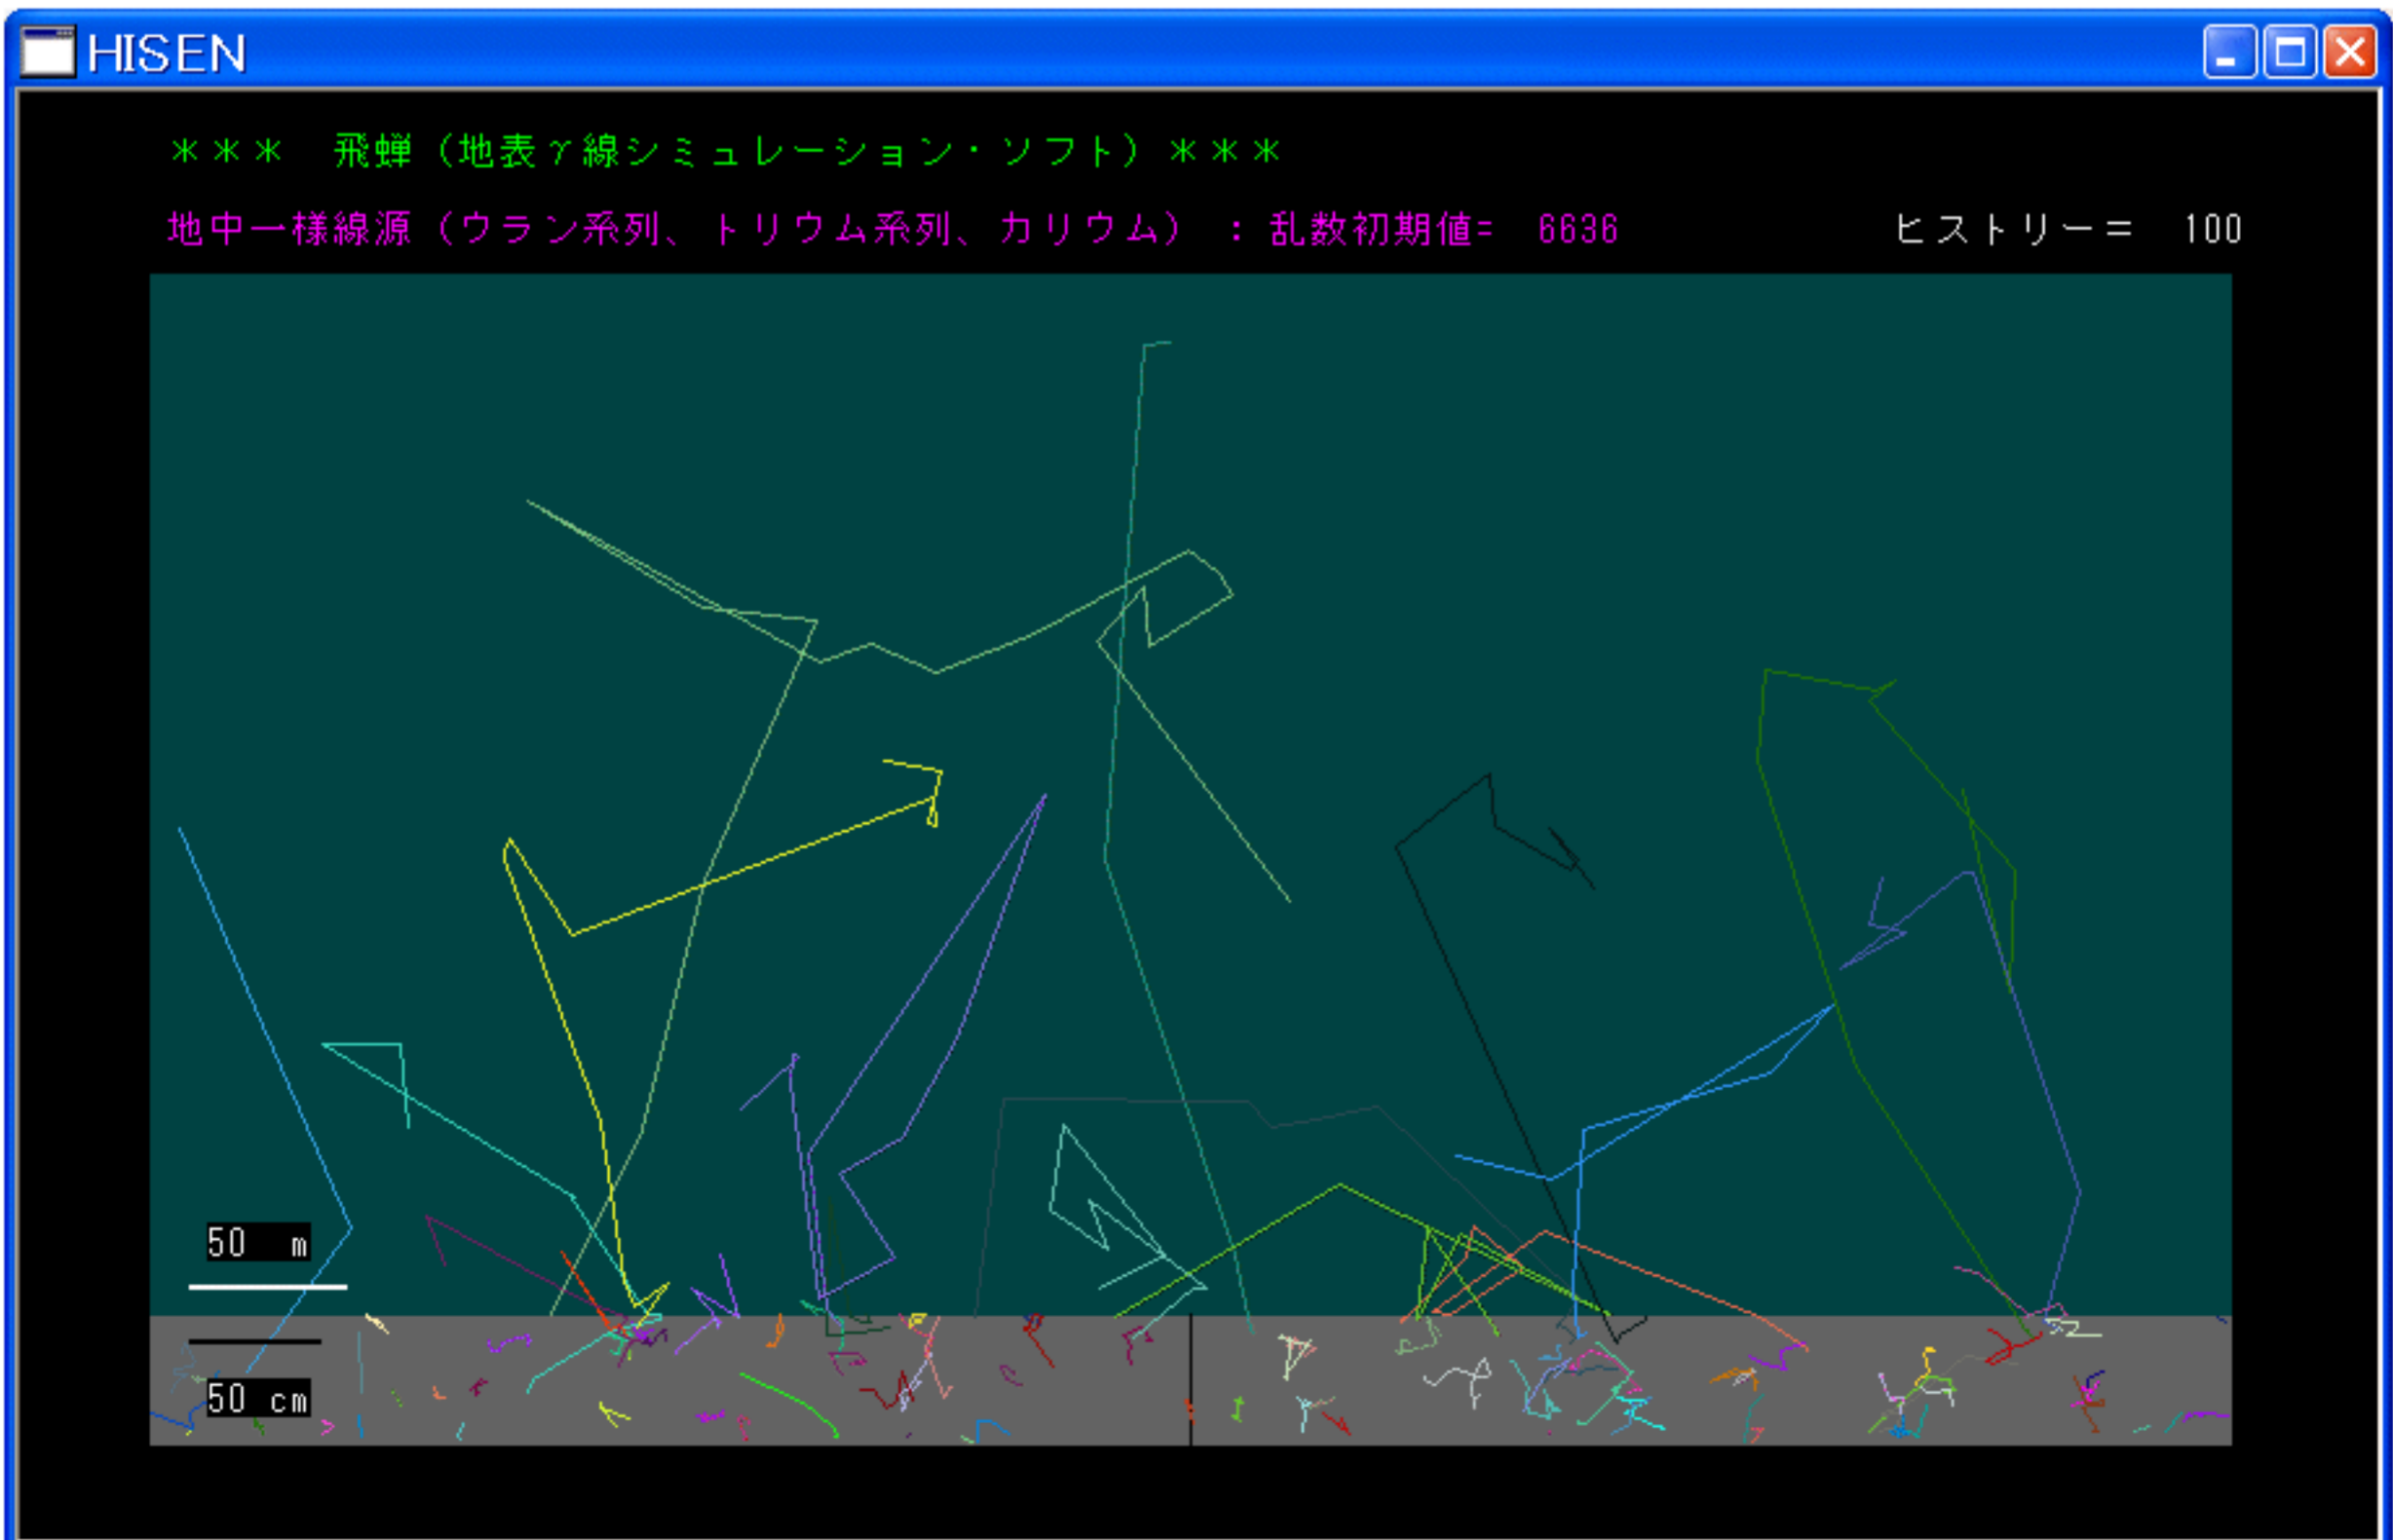 HISEN
*** 飛蝉（地表γ線シミュレーション・ソフト）***
地中一様線源（ウラン系列、トリウム系列、カリウム）：乱数初期値= 6636 ヒストリー＝ 100
50 m
50 cm